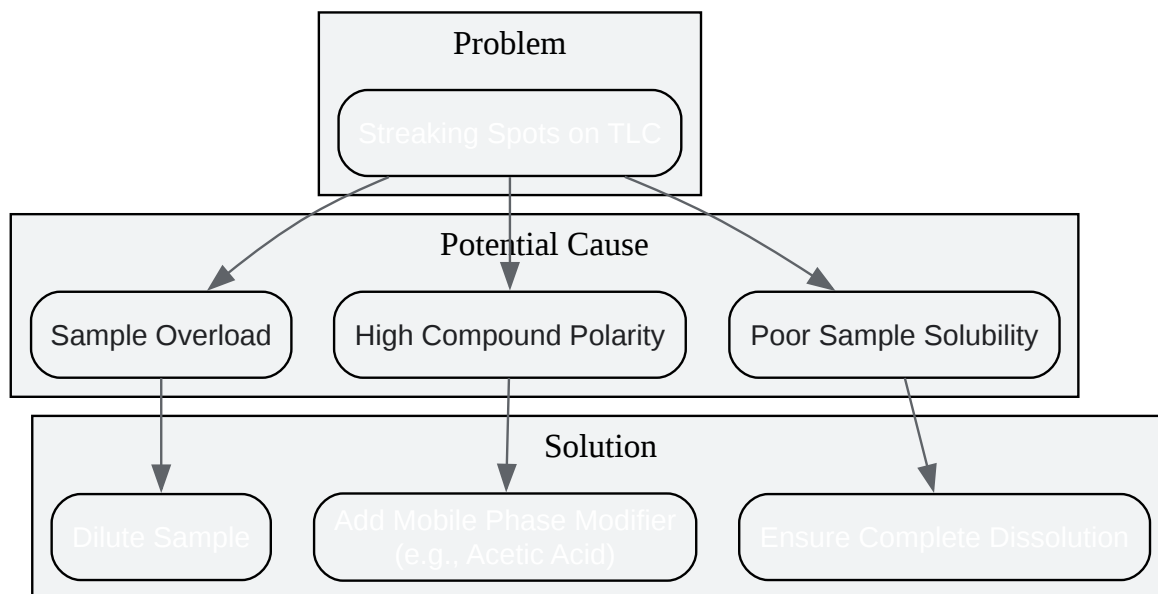 Problem
Streaking Spots on TLC
Potential Cause
Sample Overload
High Compound Polarity
Poor Sample Solubility
Solution
Dilute Sample
Add Mobile Phase Modifier
(e.g., Acetic Acid)
Ensure Complete Dissolution